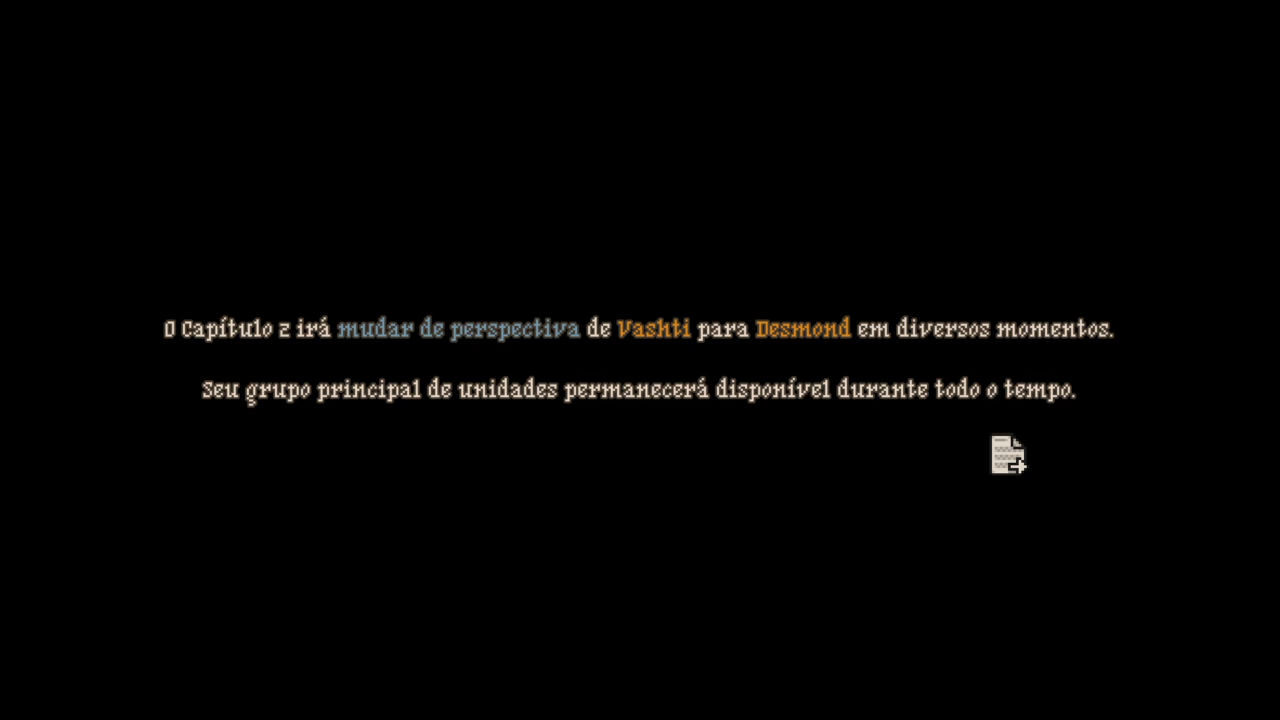 O Capítulo 2 irá mudar de perspectiva de Vashti para Desmond em diversos momentos.
Seu grupo principal de unidades permanecerá disponível durante todo o tempo.